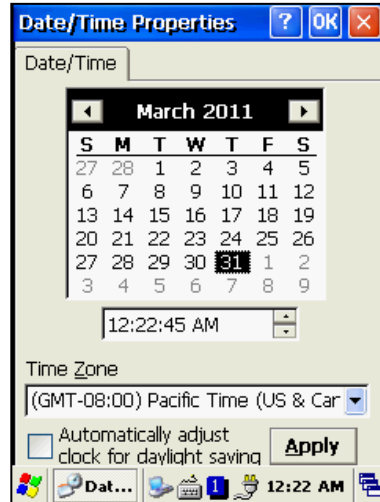 Date/Time Properties ? OK
Date/Time
March 2011
S M T W T F S
27 28 1 2 3 4 5
6 7 8 9 10 11 12
13 14 15 16 17 18 19
20 21 22 23 24 25 26
27 28 29 30 31 1 2
3 4 5 6 7 8 9
12:22:45 AM
Time Zone
(GMT-08:00) Pacific Time (US & Car
Automatically adjust
clock for daylight saving
Apply
Dat... 1 12:22 AM